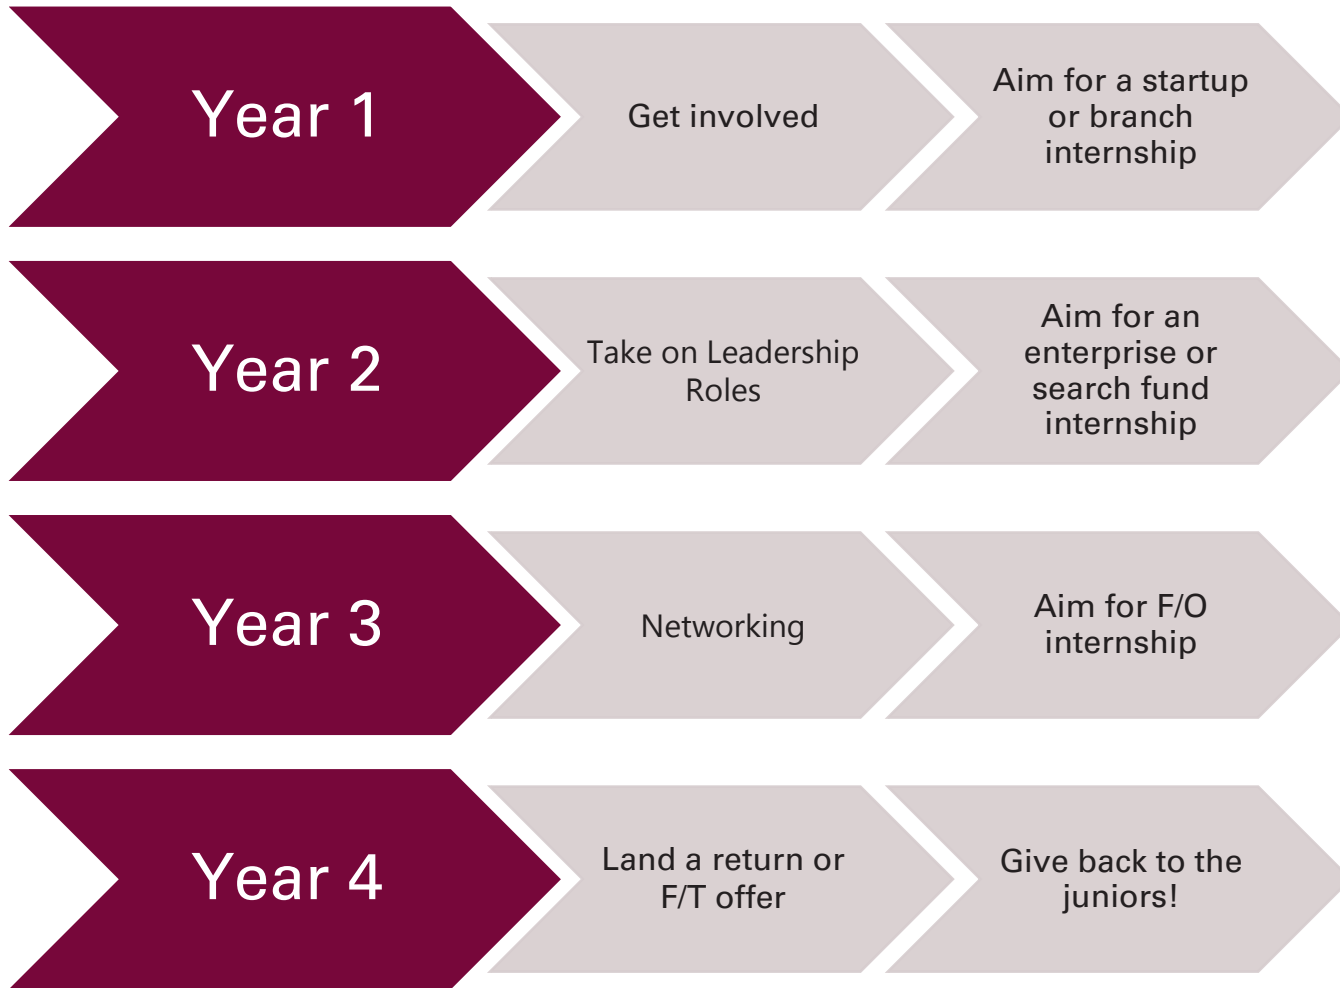 Year 1
Get involved
Aim for a startup
or branch
internship
Year 2
Take on Leadership
Roles
Aim for an
enterprise or
search fund
internship
Year 3
Networking
Aim for F/O
internship
Year 4
Land a return or
F/T offer
Give back to the
juniors!